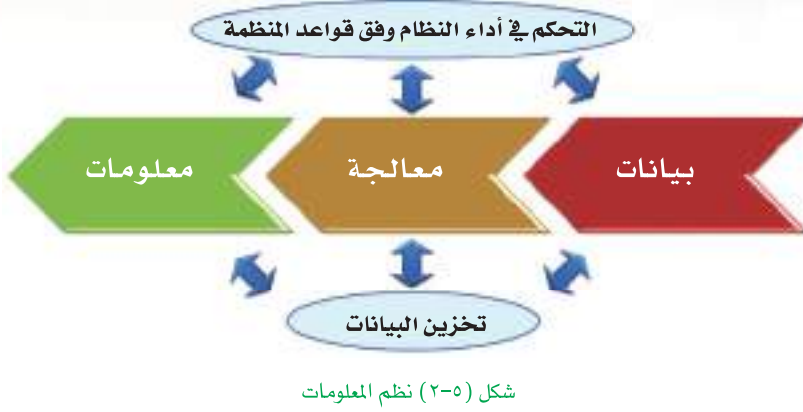 التحكم في أداء النظام وفق قواعد المنظمة
بيانات
معالجة
معلومات
تخزين البيانات
شكل (٥-٢) نظم المعلومات